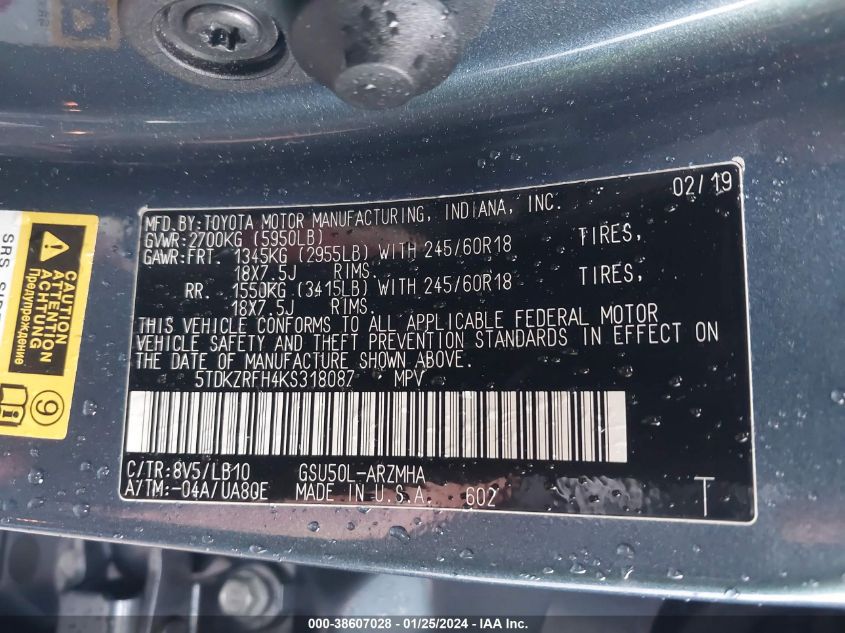 02/19
MFD.BY:TOYOTA MOTOR MANUFACTURING, INDIANA, INC.
GVWR:2700KG (5950LB)
GAWR:FRT. 1345KG (2955LB) WITH 245/60R18 TIRES,
18X7.5J RIMS.
RR. 1550KG (3415LB) WITH 245/60R18 TIRES,
18X7.5J RIMS.
THIS VEHICLE CONFORMS TO ALL APPLICABLE FEDERAL MOTOR
VEHICLE SAFETY AND THEFT PREVENTION STANDARDS IN EFFECT ON
THE DATE OF MANUFACTURE SHOWN ABOVE.
5TDKZRFH4KS318087 MPV
C/TR:8V5/LB10 GSU50L-ARZMHA
A/TM:-04A/UA80E MADE IN U.S.A. 602
T
SRS
CAUTION
ATTENTION
ACHTUNG
Предупреждение
9
000-38607028 - 01/25/2024 - IAA Inc.